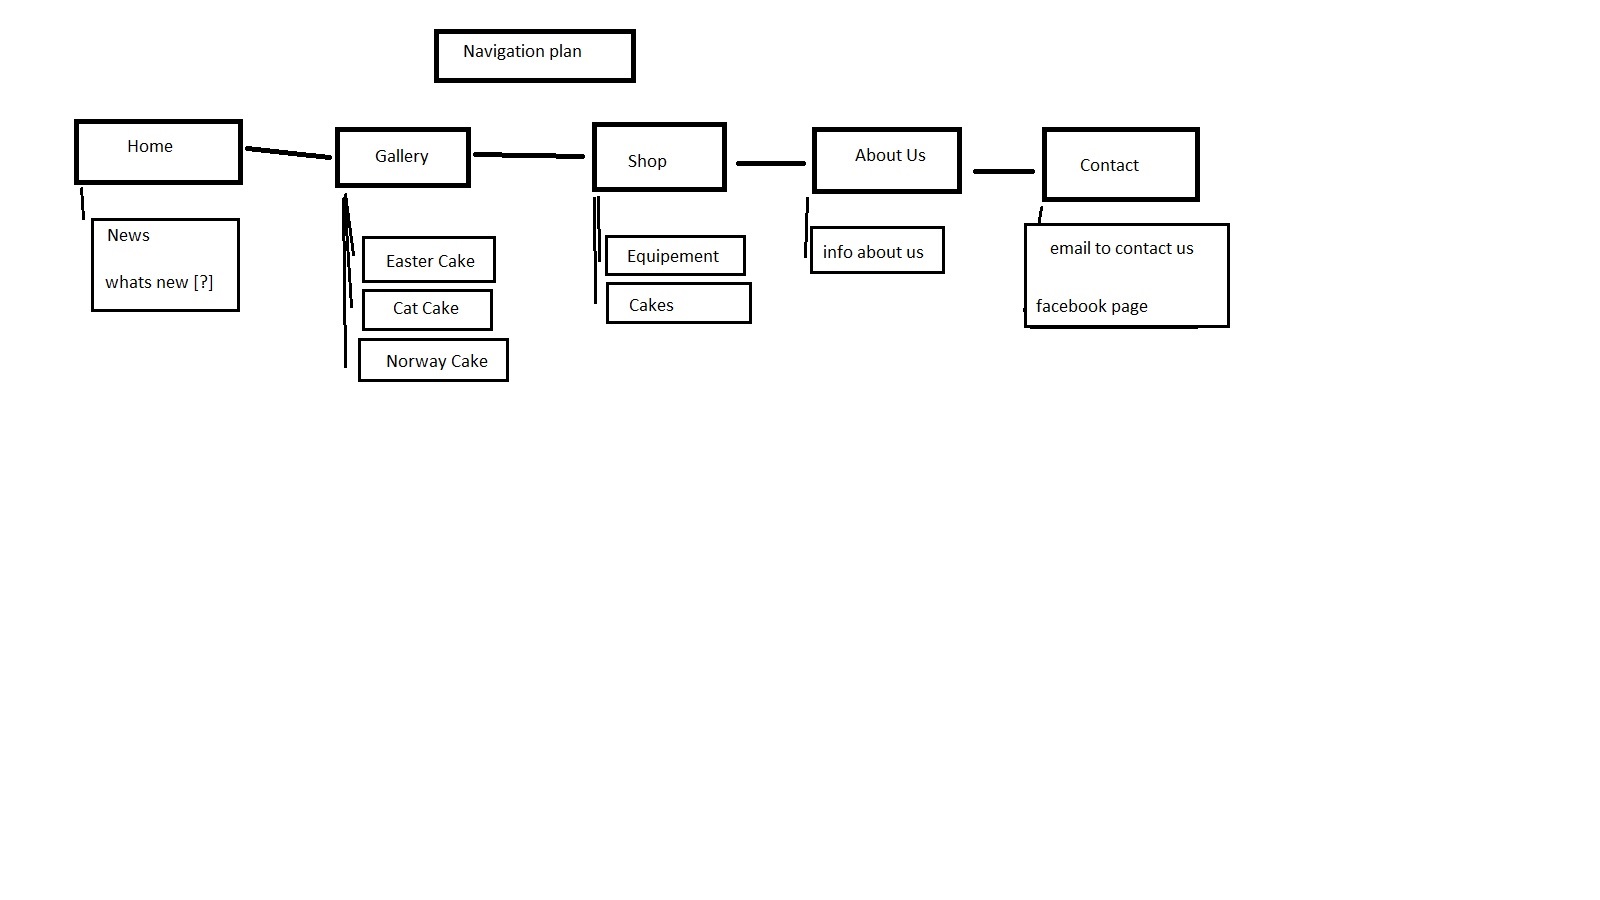 Navigation plan
Home
Gallery
Shop
About Us
Contact
News
whats new [?]
Easter Cake
Cat Cake
Norway Cake
Equipement
Cakes
info about us
email to contact us
facebook page